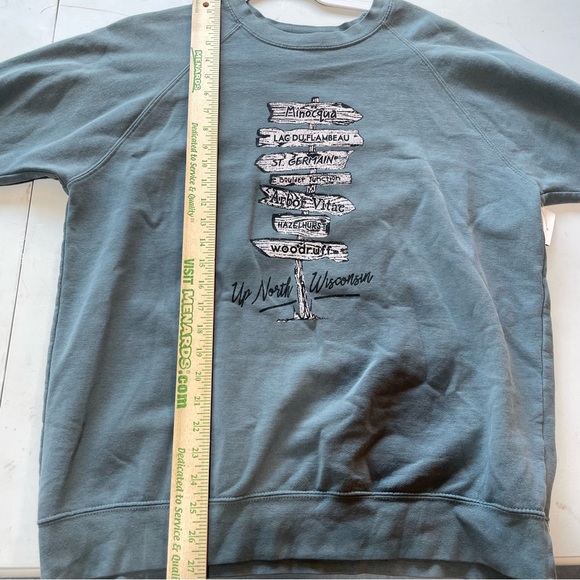 Minocqua
LAC DU FLAMBEAU
ST. GERMAIN
Boulder Junction
Arbor Vitae
HAZELHURST
woodruff
Up North Wisconsin
MENARDS
Dedicated to Service & Quality
VISIT MENARDS.com
Dedicated to Service & Quality